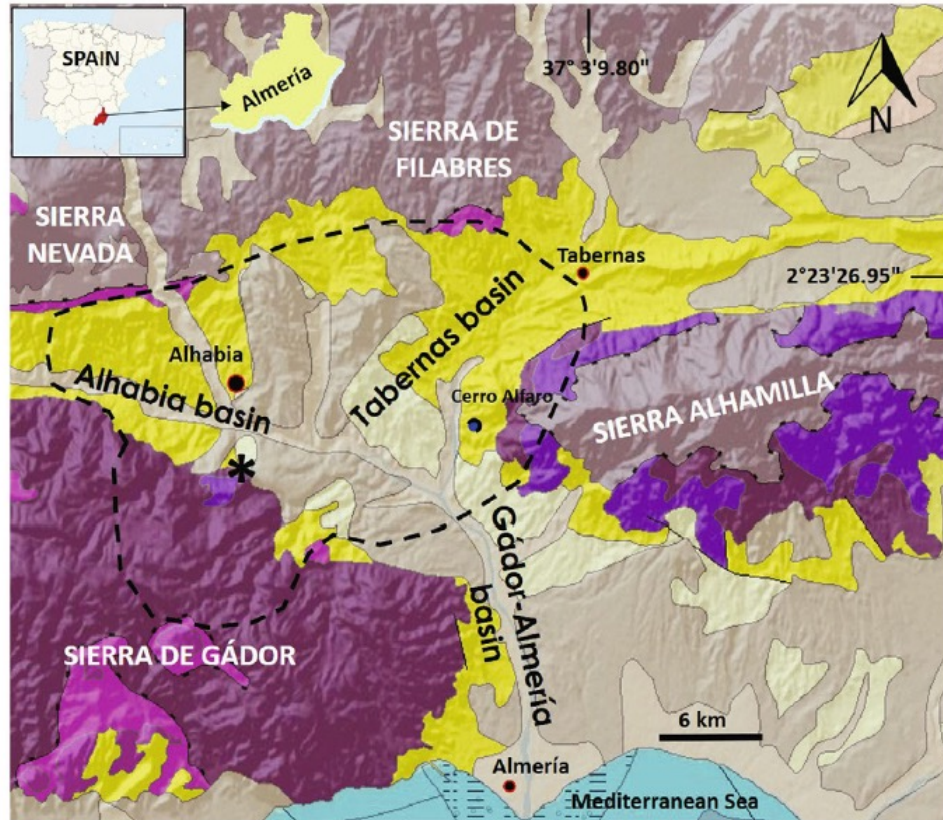 SPAIN
Almería
37° 3'9.80"
N
SIERRA DE
FILABRES
SIERRA
NEVADA
Tabernas
2°23'26.95"
Tabernas basin
Alhabia
Alhabia basin
Cerro Alfaro
SIERRA ALHAMILLA
*
Gádor-Almería
basin
SIERRA DE GÁDOR
6 km
Almería
Mediterranean Sea